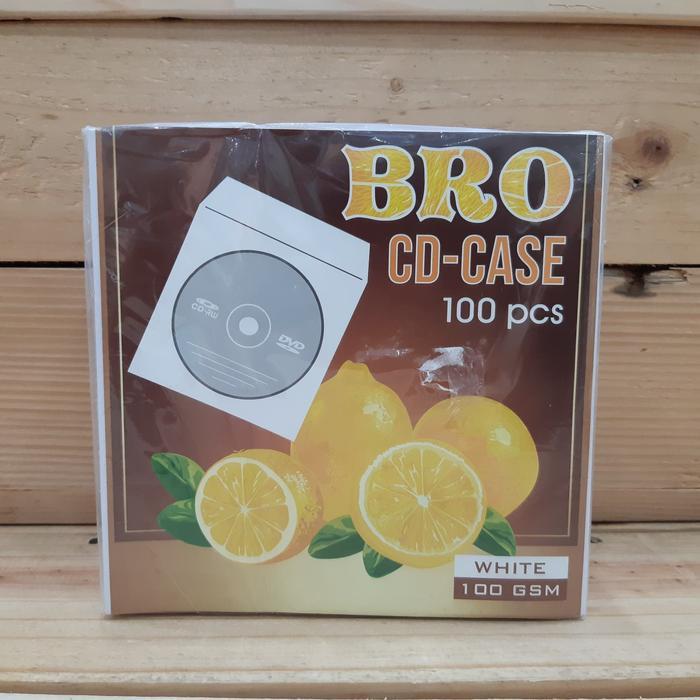 BRO
CD-CASE
100 pcs
CD-RW
DVD
WHITE
100 GSM